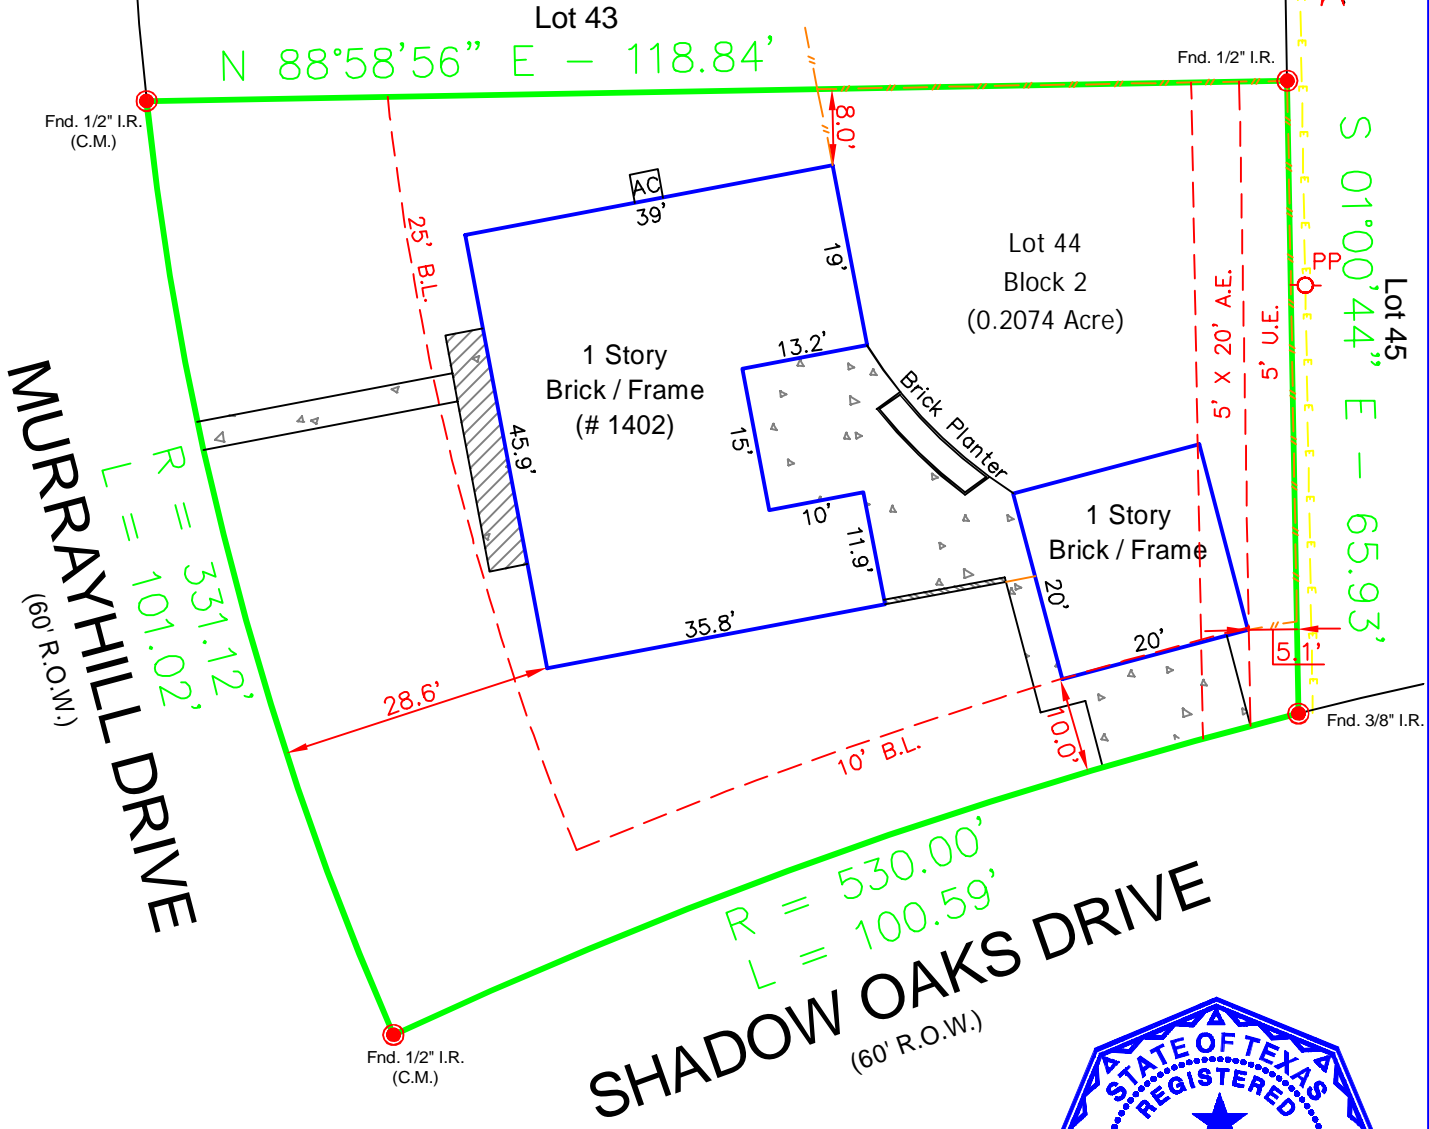 Lot 43
N 88°58'56" E - 118.84'
Fnd. 1/2" I.R.
Fnd. 1/2" I.R.
(C.M.)
8.0'
AC
39'
25' B.L.
19'
Lot 44
Block 2
(0.2074 Acre)
5' X 20' A.E.
5' U.E.
PP
S 01°00'44" E - 65.93'
Lot 45
13.2'
1 Story
Brick / Frame
(# 1402)
Brick Planter
45.9'
15'
10'
11.9'
1 Story
Brick / Frame
20'
20'
5.1'
35.8'
28.6'
10.0'
10' B.L.
Fnd. 3/8" I.R.
MURRAYHILL DRIVE
(60' R.O.W.)
R = 331.12'
L = 101.02'
R = 530.00'
L = 100.59'
SHADOW OAKS DRIVE
(60' R.O.W.)
Fnd. 1/2" I.R.
(C.M.)
STATE OF TEXAS
REGISTERED